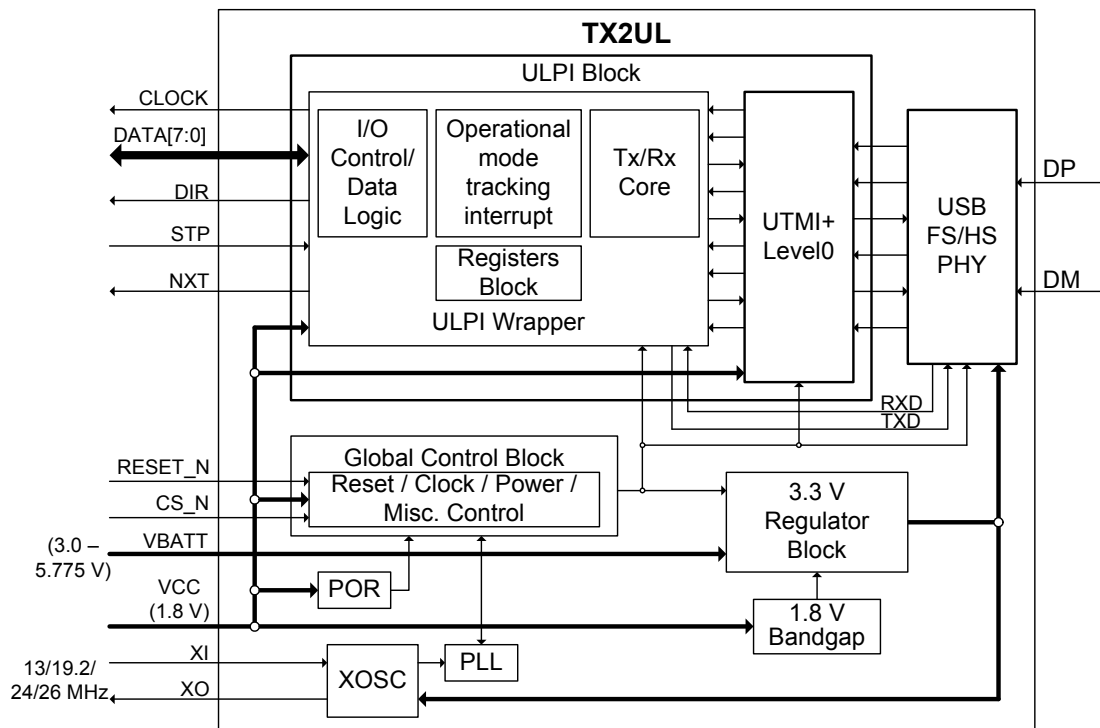 TX2UL
ULPI Block
CLOCK
DATA[7:0]
DIR
STP
NXT
I/O
Control/
Data
Logic
Operational
mode
tracking
interrupt
Tx/Rx
Core
Registers
Block
ULPI Wrapper
UTMI+
Level0
USB
FS/HS
PHY
DP
DM
RXD
TXD
RESET_N
CS_N
Global Control Block
Reset / Clock / Power /
Misc. Control
3.3 V
Regulator
Block
(3.0 –
5.775 V)
VBATT
VCC
(1.8 V)
POR
1.8 V
Bandgap
13/19.2/
24/26 MHz
XI
XO
XOSC
PLL